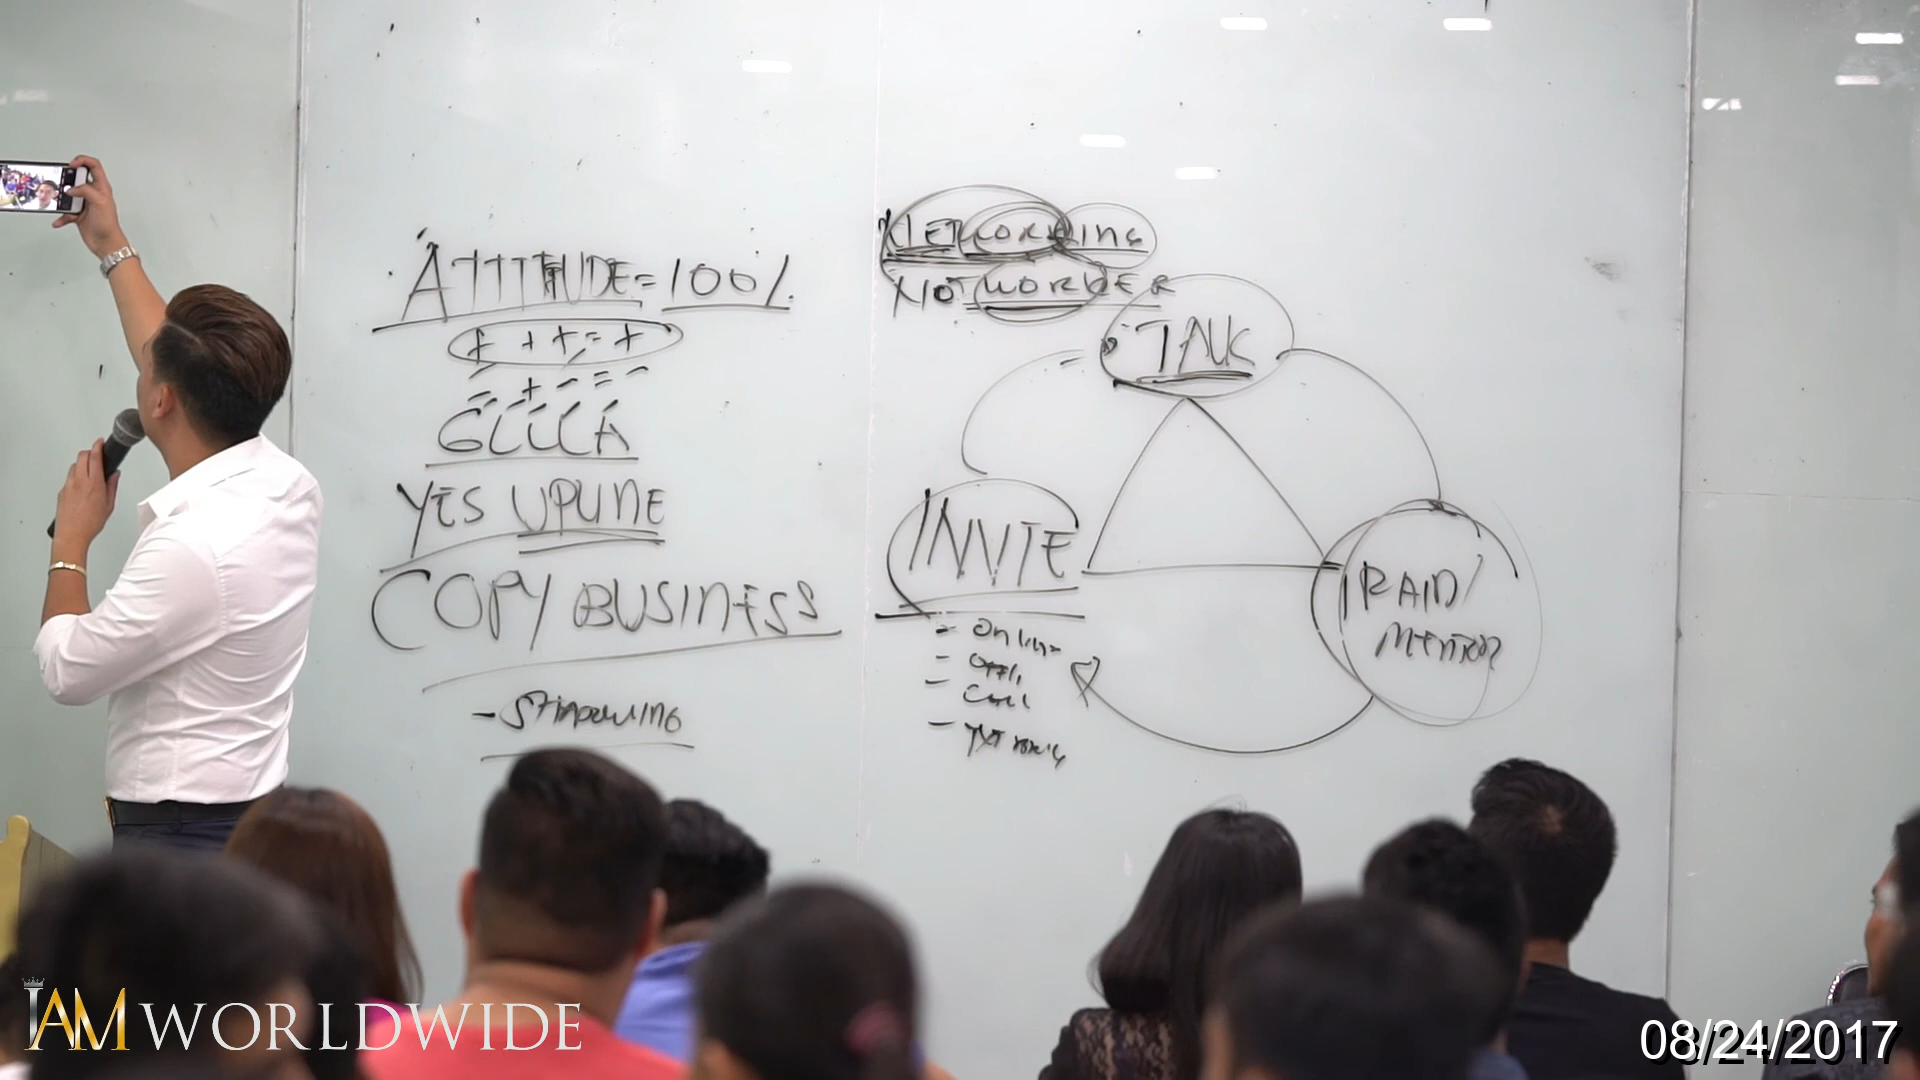 ATTITUDE = 100%
+ + + = +
- + - = -
YES UPLINE
COPY BUSINESS
NETWORKING
NOT WORKER
TALK
INVITE
- Online
- Call
TRAIN/
MENTOR
IAM WORLDWIDE
08/24/2017